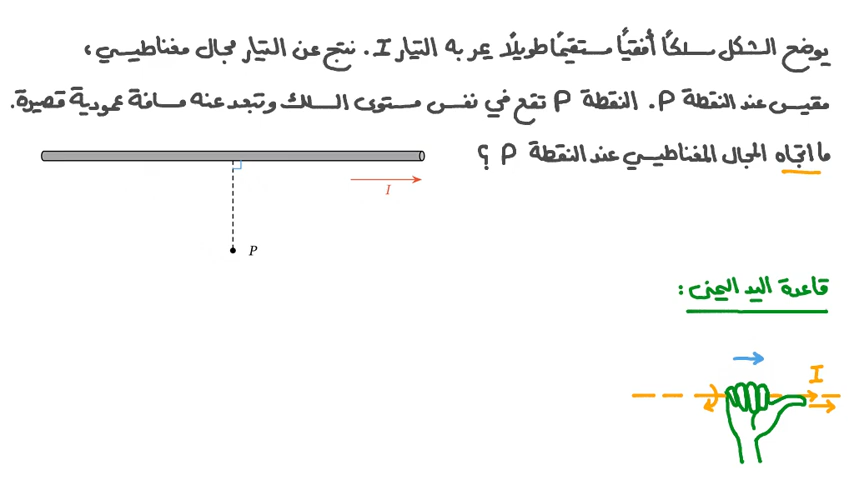 يوضح الشكل سلكًا أفقيًا مستقيمًا طويلًا يمر به التيار I. نتج عن التيار مجال مغناطيسي،
مقيس عند النقطة P. النقطة P تقع في نفس مستوى السلك وتبعد عنه مسافة عمودية قصيرة.
ما اتجاه المجال المغناطيسي عند النقطة P ؟
I
P
قاعدة اليد اليمنى:
I